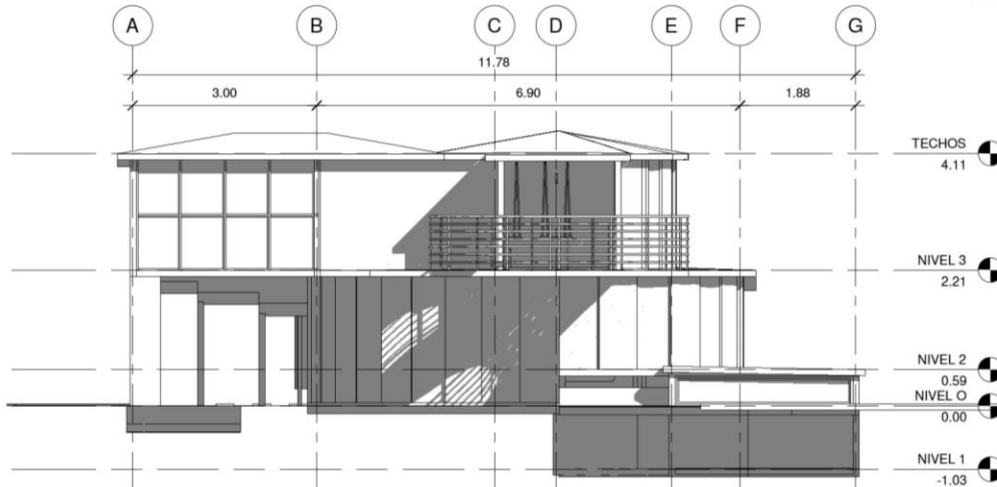 A B C D E F G
11.78
3.00 6.90 1.88
TECHOS
4.11
NIVEL 3
2.21
NIVEL 2
0.59
NIVEL O
0.00
NIVEL 1
-1.03